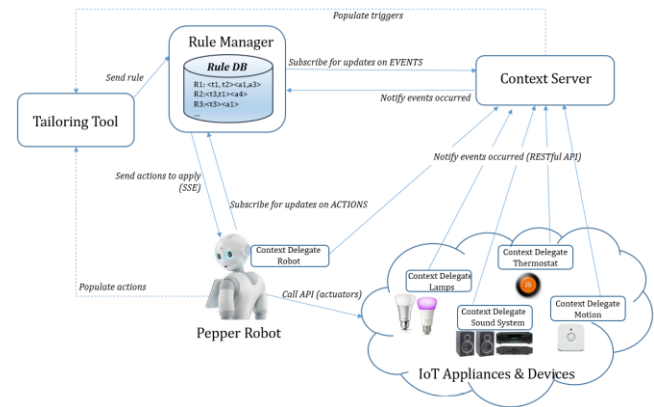 Populate triggers
Rule Manager
Rule DB
R1: <t1, t2><a1,a3>
R2:<t3,t1><a4>
R3:<t3><a1>
...
Send rule
Subscribe for updates on EVENTS
Context Server
Notify events occurred
Tailoring Tool
Notify events occurred (RESTful API)
Send actions to apply
(SSE)
Subscribe for updates on ACTIONS
Context Delegate
Robot
Context Delegate
Thermostat
Context Delegate
Lamps
Populate actions
Call API (actuators)
Context Delegate
Sound System
Context Delegate
Motion
Pepper Robot
IoT Appliances & Devices